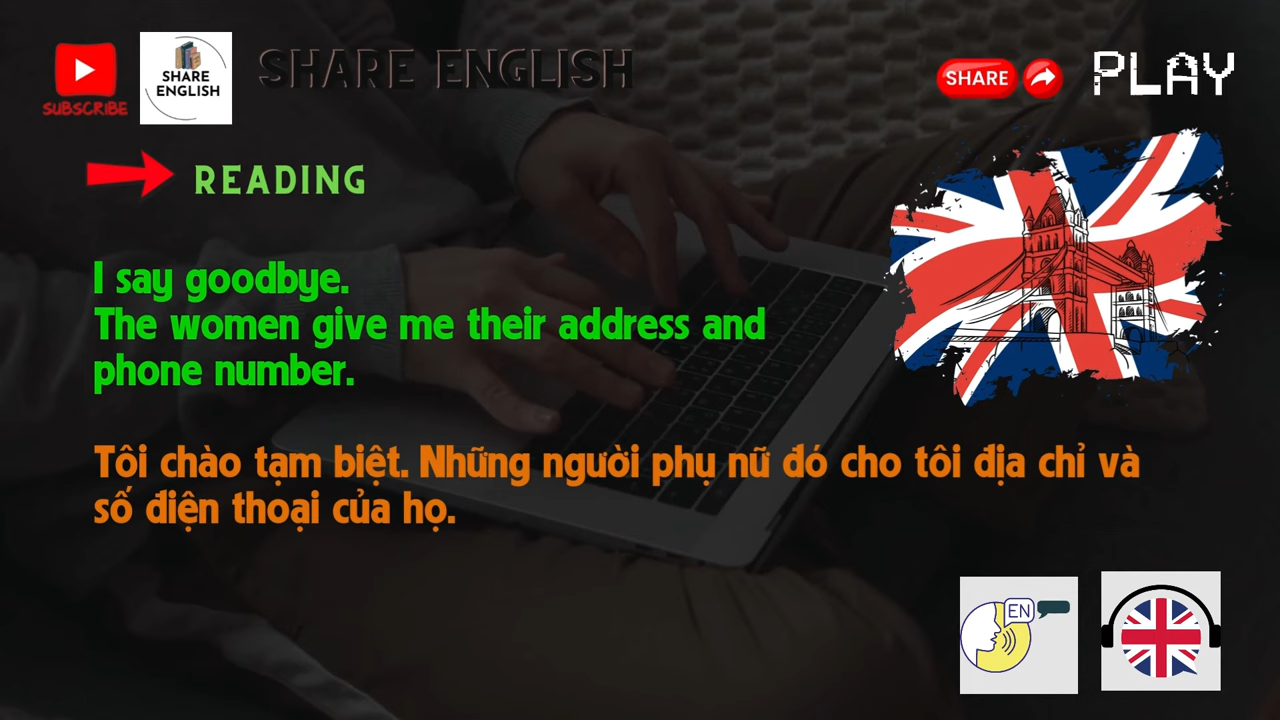 SUBSCRIBE
SHARE
ENGLISH
SHARE ENGLISH
SHARE
PLAY
READING
I say goodbye.
The women give me their address and
phone number.
Tôi chào tạm biệt. Những người phụ nữ đó cho tôi địa chỉ và
số điện thoại của họ.
EN